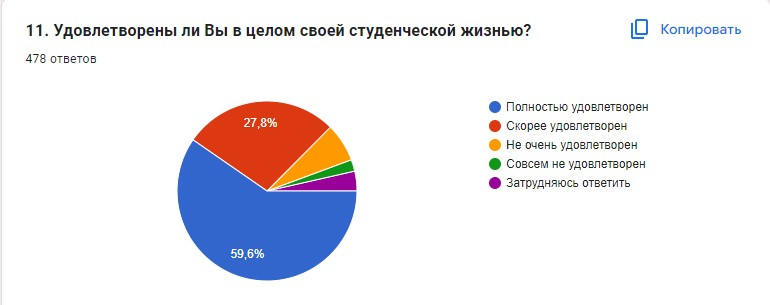 11. Удовлетворены ли Вы в целом своей студенческой жизнью?
Копировать
478 ответов
27,8%
59,6%
Полностью удовлетворен
Скорее удовлетворен
Не очень удовлетворен
Совсем не удовлетворен
Затрудняюсь ответить